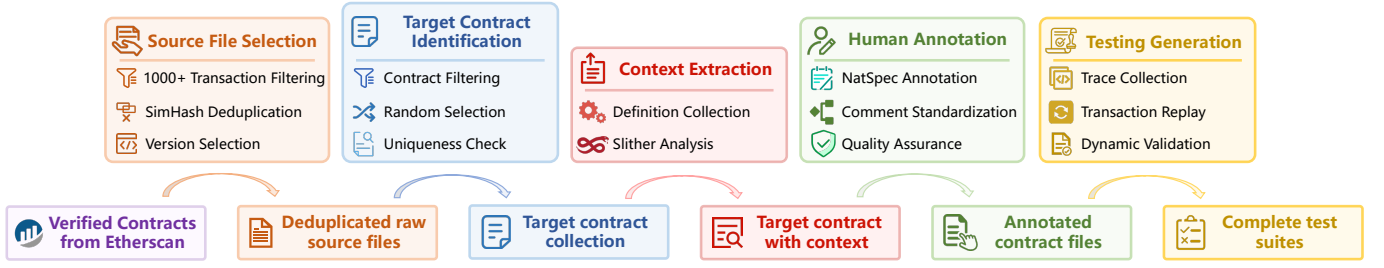 Source File Selection
1000+ Transaction Filtering
SimHash Deduplication
Version Selection
Target Contract
Identification
Contract Filtering
Random Selection
Uniqueness Check
Context Extraction
Definition Collection
Slither Analysis
Human Annotation
NatSpec Annotation
Comment Standardization
Quality Assurance
Testing Generation
Trace Collection
Transaction Replay
Dynamic Validation
Verified Contracts
from Etherscan
Deduplicated raw
source files
Target contract
collection
Target contract
with context
Annotated
contract files
Complete test
suites